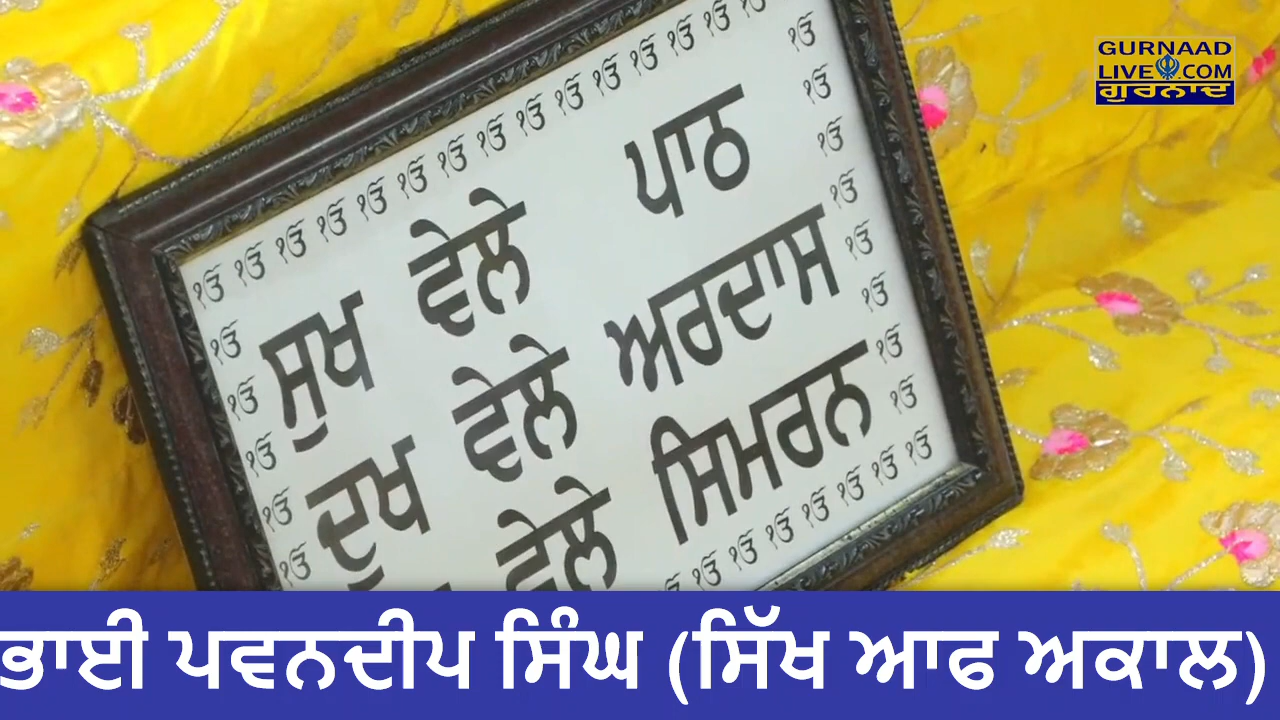 GURNAAD
LIVE.COM
ਗੁਰਨਾਦ
ੴ ੴ ੴ ੴ ੴ ੴ ੴ ੴ ੴ ੴ ੴ ੴ ੴ ੴ
ਸੁਖ ਵੇਲੇ ਪਾਠ
ਦੁਖ ਵੇਲੇ ਅਰਦਾਸ
ਵੇਲੇ ਸਿਮਰਨ
ਭਾਈ ਪਵਨਦੀਪ ਸਿੰਘ (ਸਿੱਖ ਆਫ ਅਕਾਲ)